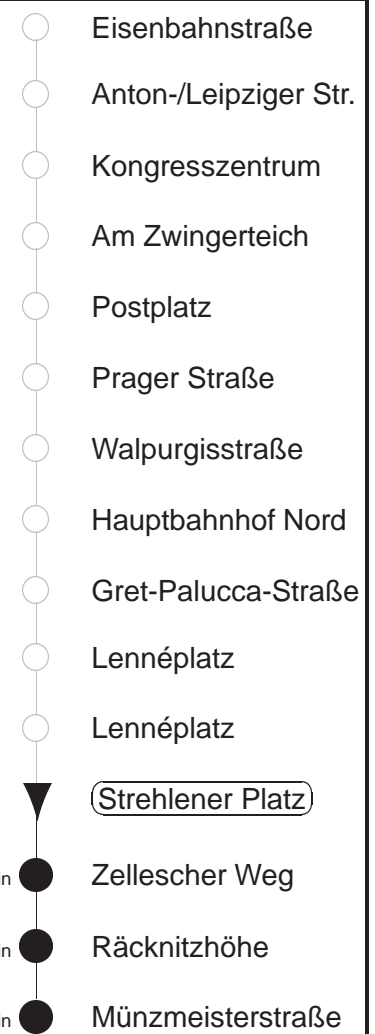 Eisenbahnstraße
Anton-/Leipziger Str.
Kongresszentrum
Am Zwingerteich
Postplatz
Prager Straße
Walpurgisstraße
Hauptbahnhof Nord
Gret-Palucca-Straße
Lennéplatz
Lennéplatz
Strehlener Platz
Zellescher Weg
Räcknitzhöhe
Münzmeisterstraße